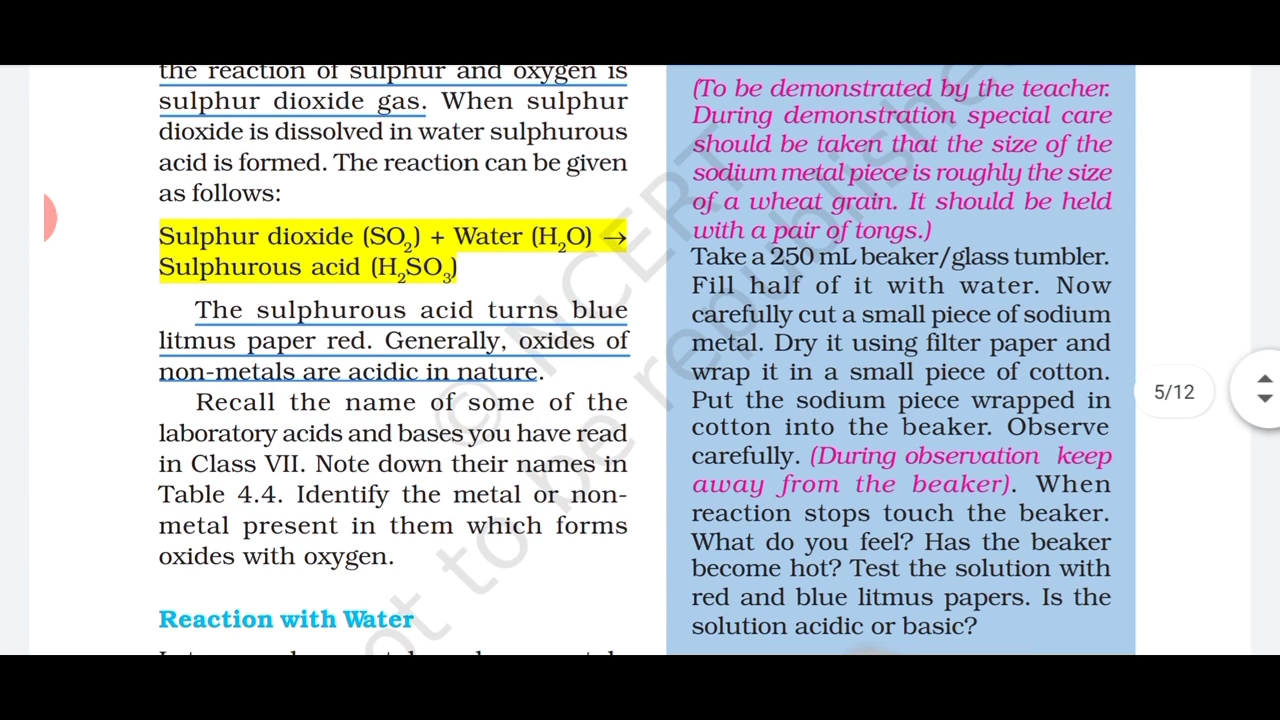 the reaction of sulphur and oxygen is
sulphur dioxide gas. When sulphur
dioxide is dissolved in water sulphurous
acid is formed. The reaction can be given
as follows:
Sulphur dioxide (SO₂) + Water (H₂O) →
Sulphurous acid (H₂SO₃)
The sulphurous acid turns blue
litmus paper red. Generally, oxides of
non-metals are acidic in nature.
Recall the name of some of the
laboratory acids and bases you have read
in Class VII. Note down their names in
Table 4.4. Identify the metal or non-
metal present in them which forms
oxides with oxygen.
Reaction with Water
(To be demonstrated by the teacher.
During demonstration special care
should be taken that the size of the
sodium metal piece is roughly the size
of a wheat grain. It should be held
with a pair of tongs.)
Take a 250 mL beaker/glass tumbler.
Fill half of it with water. Now
carefully cut a small piece of sodium
metal. Dry it using filter paper and
wrap it in a small piece of cotton.
Put the sodium piece wrapped in
cotton into the beaker. Observe
carefully. (During observation keep
away from the beaker). When
reaction stops touch the beaker.
What do you feel? Has the beaker
become hot? Test the solution with
red and blue litmus papers. Is the
solution acidic or basic?
5/12
© NCERT
not to be republished